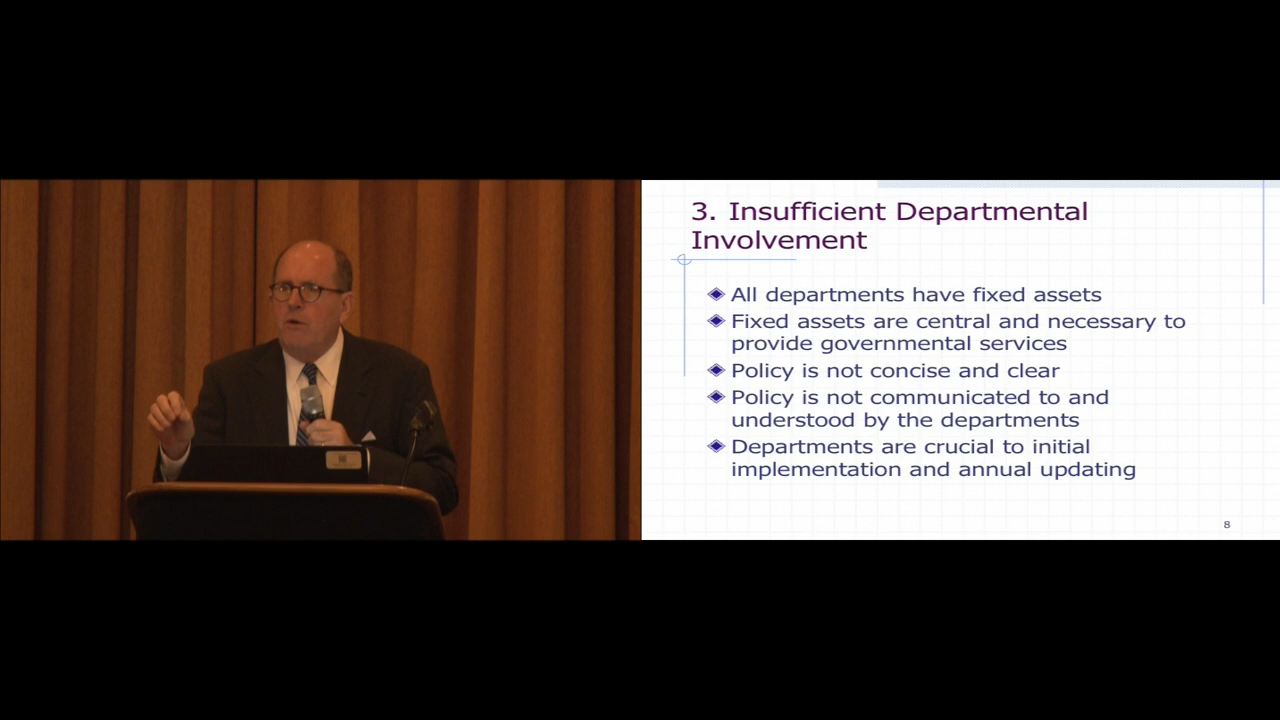 3. Insufficient Departmental
Involvement
All departments have fixed assets
Fixed assets are central and necessary to
provide governmental services
Policy is not concise and clear
Policy is not communicated to and
understood by the departments
Departments are crucial to initial
implementation and annual updating
8